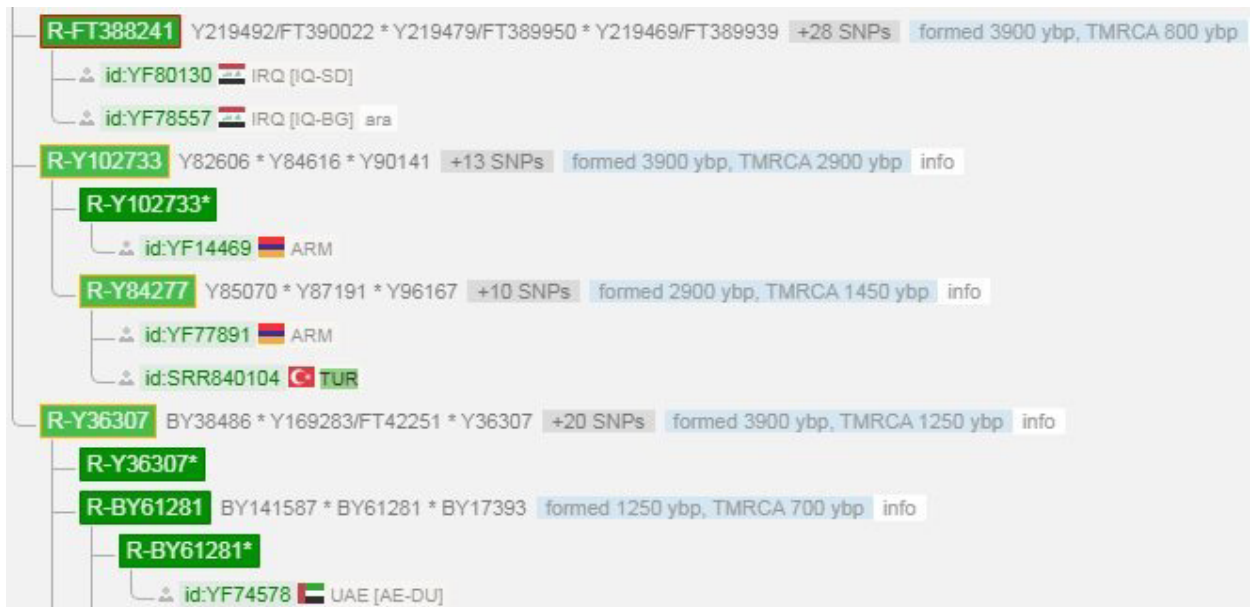 R-FT388241 Y219492/FT390022 * Y219479/FT389950 * Y219469/FT389939 +28 SNPs formed 3900 ybp, TMRCA 800 ybp
id:YF80130 IRQ [IQ-SD]
id:YF78557 IRQ [IQ-BG] ara
R-Y102733 Y82606 * Y84616 * Y90141 +13 SNPs formed 3900 ybp, TMRCA 2900 ybp info
R-Y102733*
id:YF14469 ARM
R-Y84277 Y85070 * Y87191 * Y96167 +10 SNPs formed 2900 ybp, TMRCA 1450 ybp info
id:YF77891 ARM
id:SRR840104 TUR
R-Y36307 BY38486 * Y169283/FT42251 * Y36307 +20 SNPs formed 3900 ybp, TMRCA 1250 ybp info
R-Y36307*
R-BY61281 BY141587 * BY61281 * BY17393 formed 1250 ybp, TMRCA 700 ybp info
R-BY61281*
id:YF74578 UAE [AE-DU]